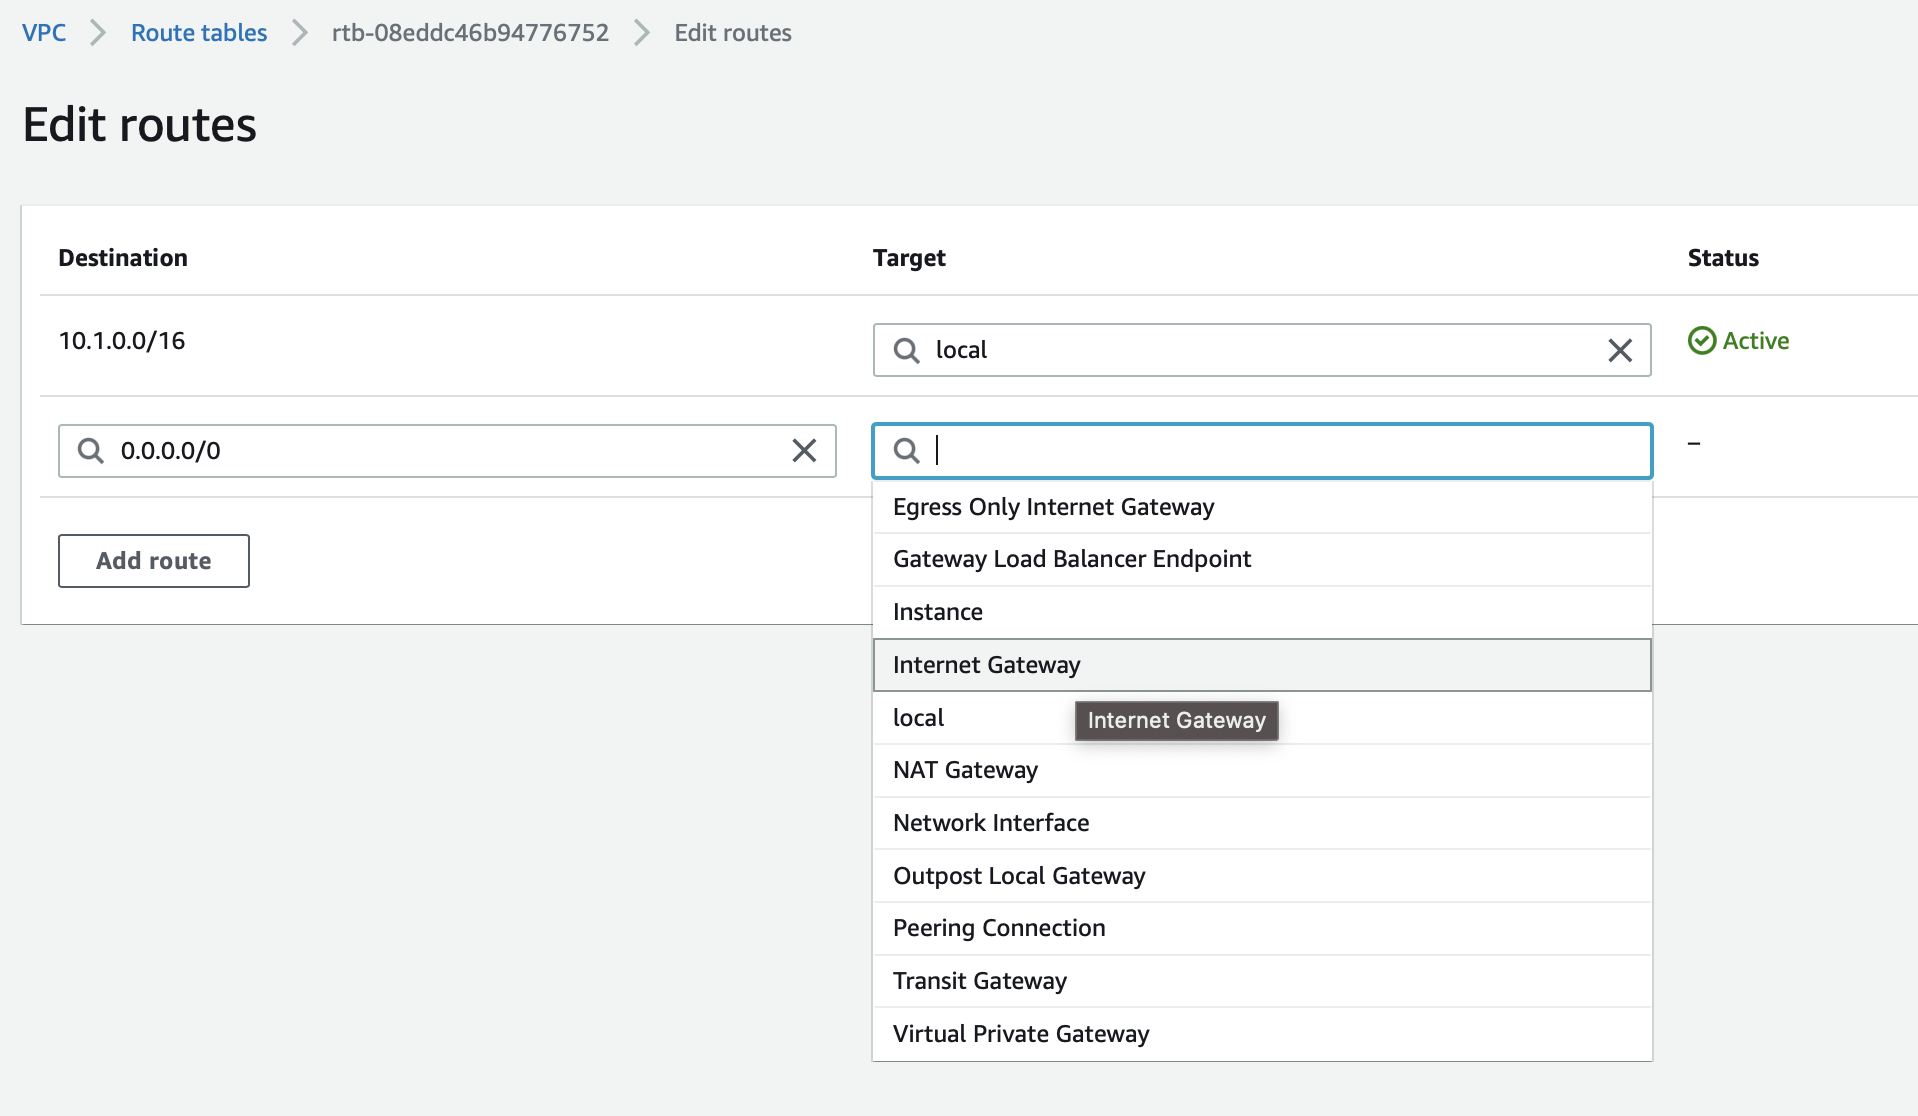 VPC > Route tables > rtb-08eddc46b94776752 > Edit routes
Edit routes
Destination Target Status
10.1.0.0/16 local Active
0.0.0.0/0 –
Egress Only Internet Gateway
Add route Gateway Load Balancer Endpoint
Instance
Internet Gateway
local Internet Gateway
NAT Gateway
Network Interface
Outpost Local Gateway
Peering Connection
Transit Gateway
Virtual Private Gateway